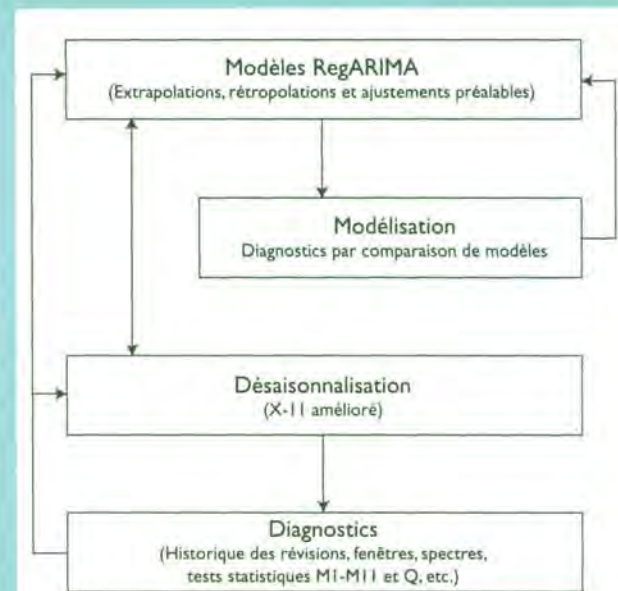 Modèles RegARIMA
(Extrapolations, rétropolations et ajustements préalables)
Modélisation
Diagnostics par comparaison de modèles
Désaisonnalisation
(X-11 amélioré)
Diagnostics
(Historique des révisions, fenêtres, spectres,
tests statistiques M1-M11 et Q, etc.)